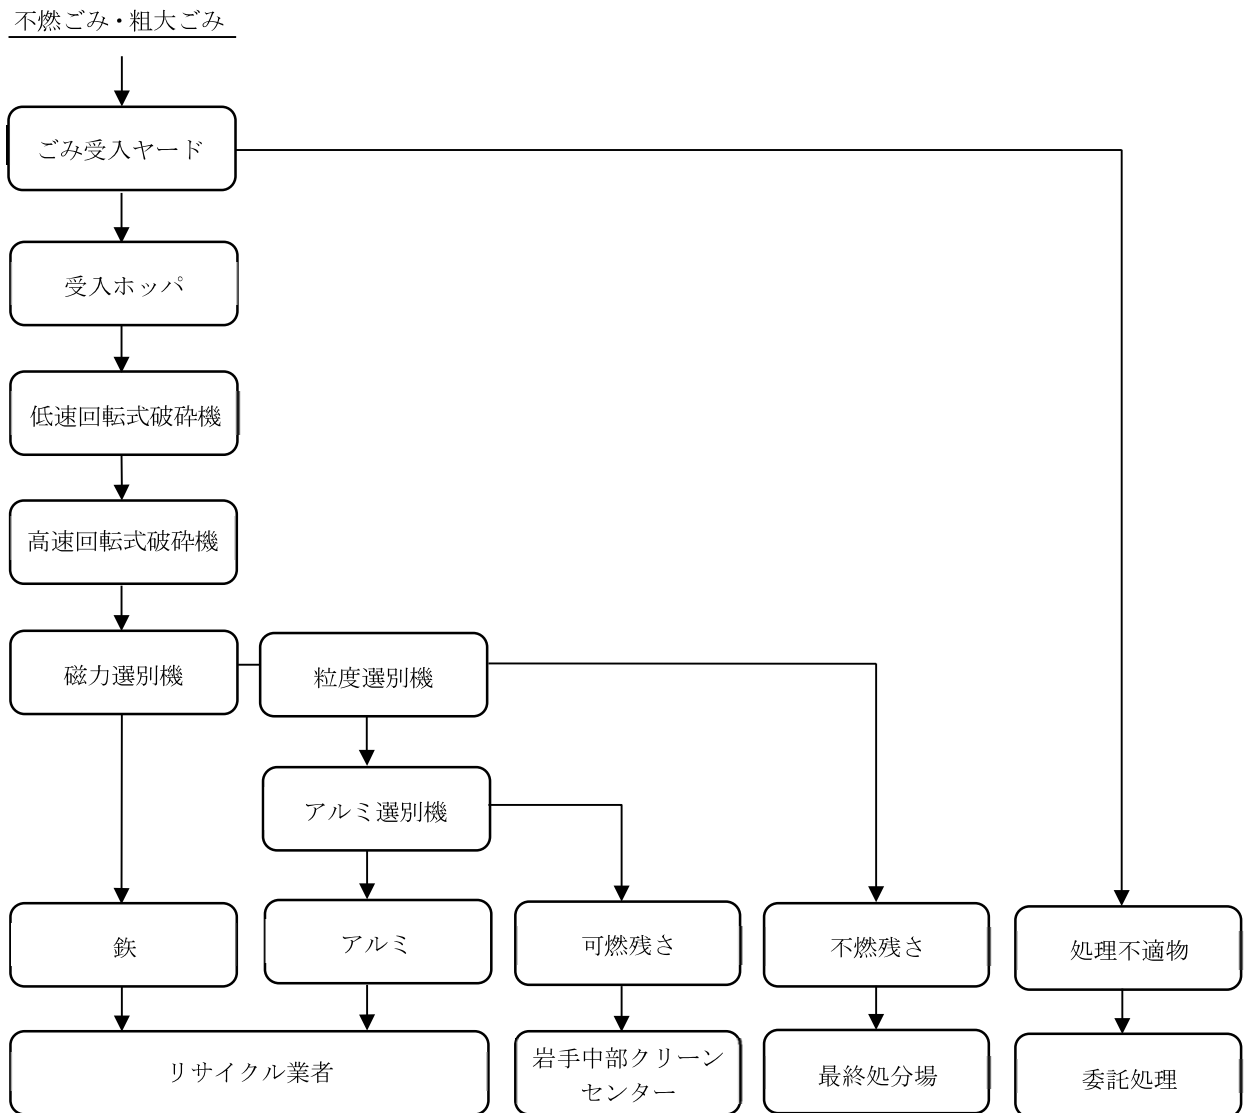 不燃ごみ・粗大ごみ
ごみ受入ヤード
受入ホッパ
低速回転式破砕機
高速回転式破砕機
磁力選別機
粒度選別機
アルミ選別機
鉄
アルミ
可燃残さ
不燃残さ
処理不適物
リサイクル業者
岩手中部クリーン
センター
最終処分場
委託処理